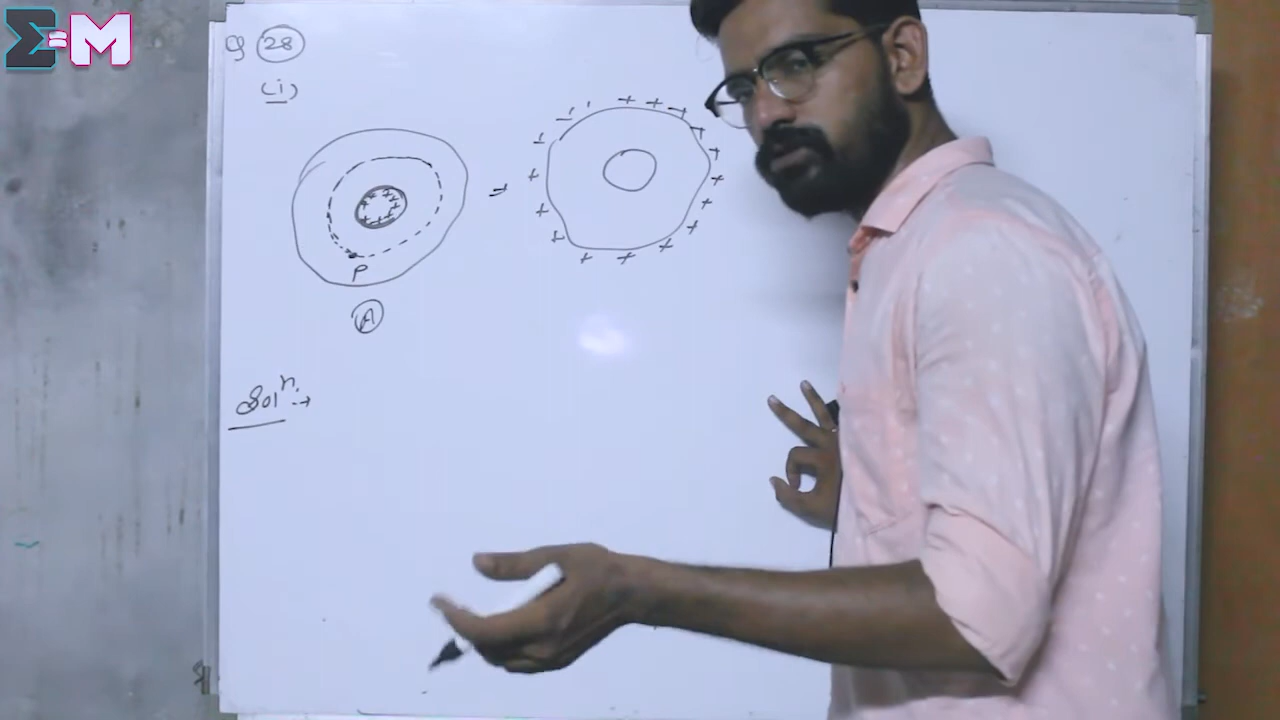 Σ=M
Q 28
(i)
+ + + + + + +
P
A
Solⁿ:→